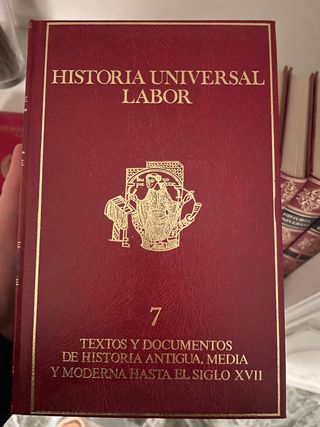 HISTORIA UNIVERSAL
LABOR
7
TEXTOS Y DOCUMENTOS
DE HISTORIA ANTIGUA, MEDIA
Y MODERNA HASTA EL SIGLO XVII